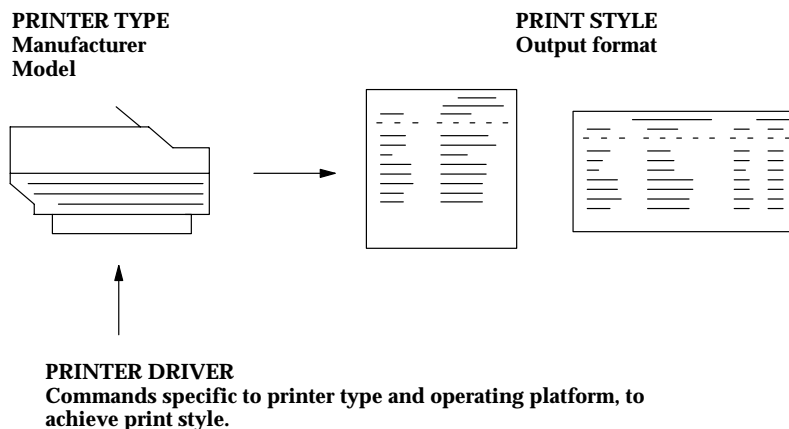 PRINTER TYPE
Manufacturer
Model
PRINT STYLE
Output format
PRINTER DRIVER
Commands specific to printer type and operating platform, to
achieve print style.